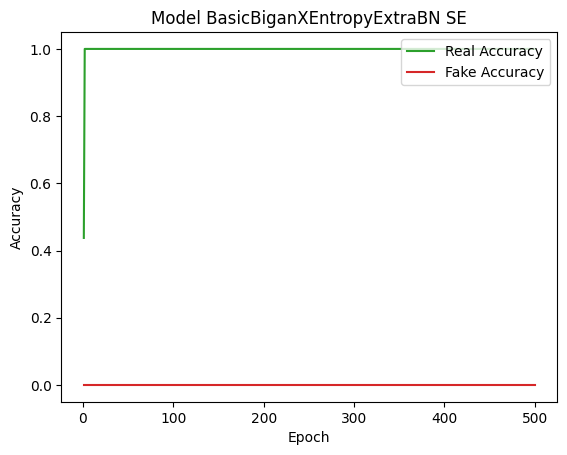 Model BasicBiganXEntropyExtraBN SE
Real Accuracy
Fake Accuracy
1.0
0.8
0.6
0.4
0.2
0.0
Accuracy
0
100
200
300
400
500
Epoch